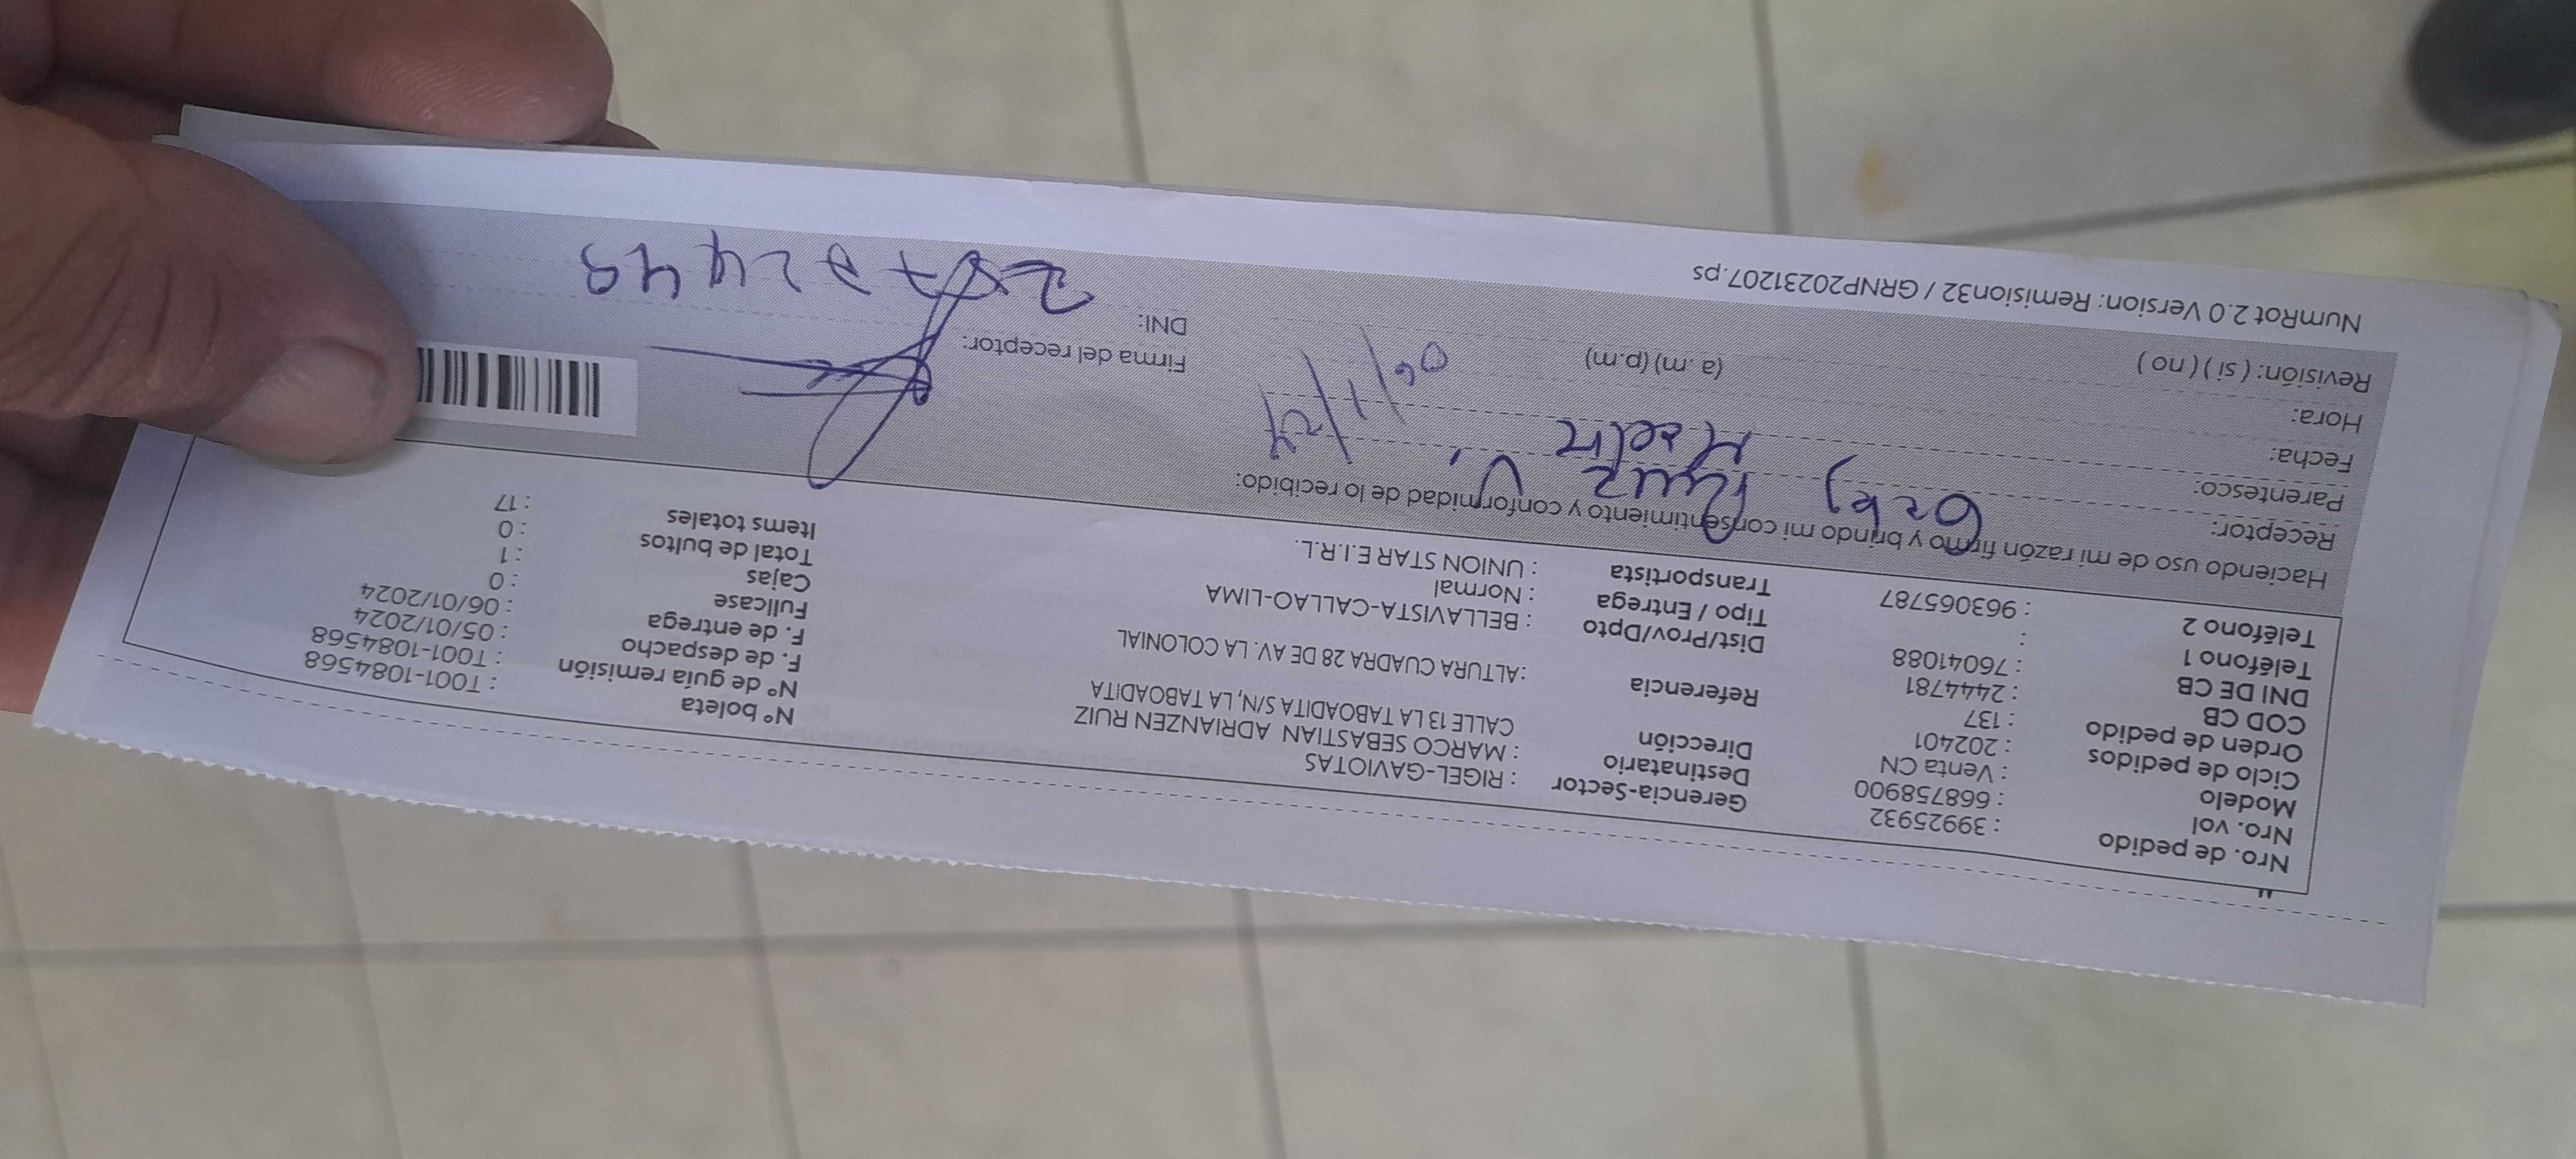 Nro. de pedido : 39925932
Nro. vol : 668758900
Modelo : Venta CN
Ciclo de pedidos : 202401
Orden de pedido : 137
COD CB : 2444781
DNI DE CB : 76041088
Teléfono 1 :
Teléfono 2 : 963065787
Gerencia-Sector : RIGEL-GAVIOTAS
Destinatario : MARCO SEBASTIAN ADRIANZEN RUIZ
Dirección CALLE 13 LA TABOADITA S/N, LA TABOADITA
Referencia :ALTURA CUADRA 28 DE AV. LA COLONIAL
Dist/Prov/Dpto : BELLAVISTA-CALLAO-LIMA
Tipo / Entrega : Normal
Transportista : UNION STAR E.I.R.L.
N° boleta : T001-1084568
N° de guía remisión : T001-1084568
F. de despacho : 05/01/2024
F. de entrega : 06/01/2024
Fullcase : 0
Cajas : 1
Total de bultos : 0
Items totales : 17
Haciendo uso de mi razón firmo y brindo mi consentimiento y conformidad de lo recibido:
Receptor: Ruiz V.
Parentesco:
Fecha: 06/1/24
Hora: (a.m) (p.m)
Revisión: ( si ) ( no )
Firma del receptor:
DNI:
NumRot 2.0 Version: Remision32 / GRNP20231207.ps